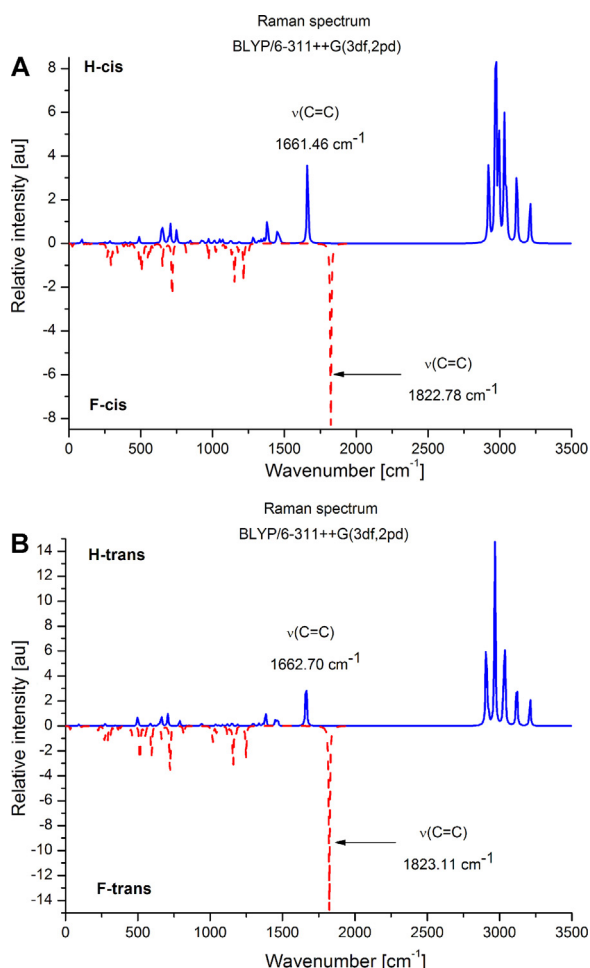 Raman spectrum
BLYP/6-311++G(3df,2pd)
A
H-cis
ν(C=C)
1661.46 cm⁻¹
8
6
4
2
0
-2
-4
-6
-8
Relative intensity [au]
ν(C=C)
1822.78 cm⁻¹
F-cis
0 500 1000 1500 2000 2500 3000 3500
Wavenumber [cm⁻¹]
Raman spectrum
BLYP/6-311++G(3df,2pd)
B
H-trans
ν(C=C)
1662.70 cm⁻¹
14
12
10
8
6
4
2
0
-2
-4
-6
-8
-10
-12
-14
Relative intensity [au]
ν(C=C)
1823.11 cm⁻¹
F-trans
0 500 1000 1500 2000 2500 3000 3500
Wavenumber [cm⁻¹]